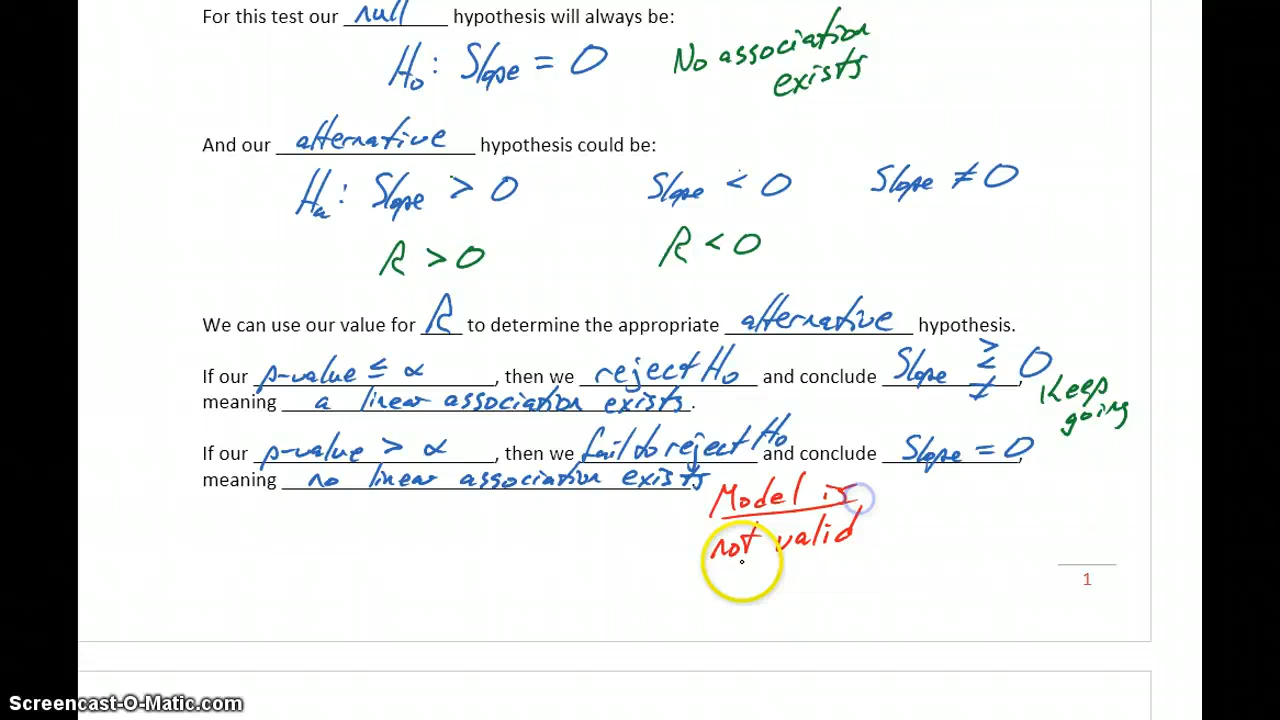 For this test our null hypothesis will always be:
H₀: Slope = 0 No association
exists
And our alternative hypothesis could be:
Hₐ: Slope > 0 Slope < 0 Slope ≠ 0
R > 0 R < 0
We can use our value for R to determine the appropriate alternative hypothesis.
If our p-value ≤ α, then we reject H₀ and conclude Slope > < ≠ 0,
meaning a linear association exists.
Keep
going
If our p-value > α, then we fail to reject H₀ and conclude Slope = 0,
meaning no linear association exists.
Model is
not valid
1
Screencast-O-Matic.com